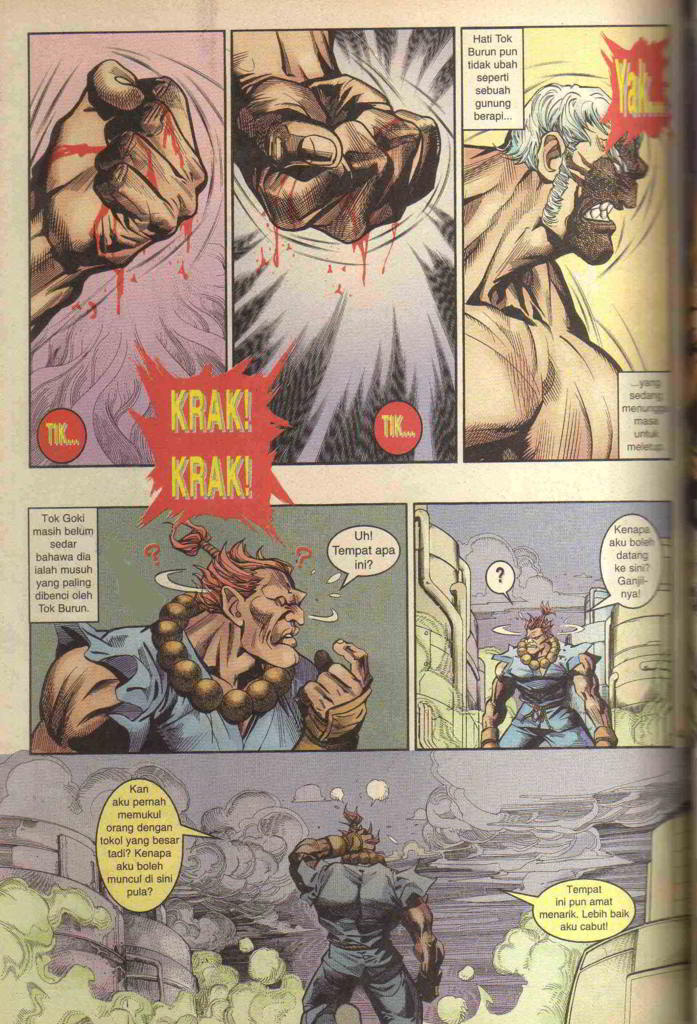 Hati Tok
Burun pun
tidak ubah
seperti
sebuah
gunung
berapi...
Yak...
TIK...
KRAK!
KRAK!
TIK...
...yang
sedang
menunggu
masa
untuk
meletup.
Tok Goki
masih belum
sedar
bahawa dia
ialah musuh
yang paling
dibenci oleh
Tok Burun.
?
?
Uh!
Tempat apa
ini?
?
Kenapa
aku boleh
datang
ke sini?
Ganjil-
nya!
Kan
aku pernah
memukul
orang dengan
tokol yang besar
tadi? Kenapa
aku boleh
muncul di sini
pula?
Tempat
ini pun amat
menarik. Lebih baik
aku cabut!